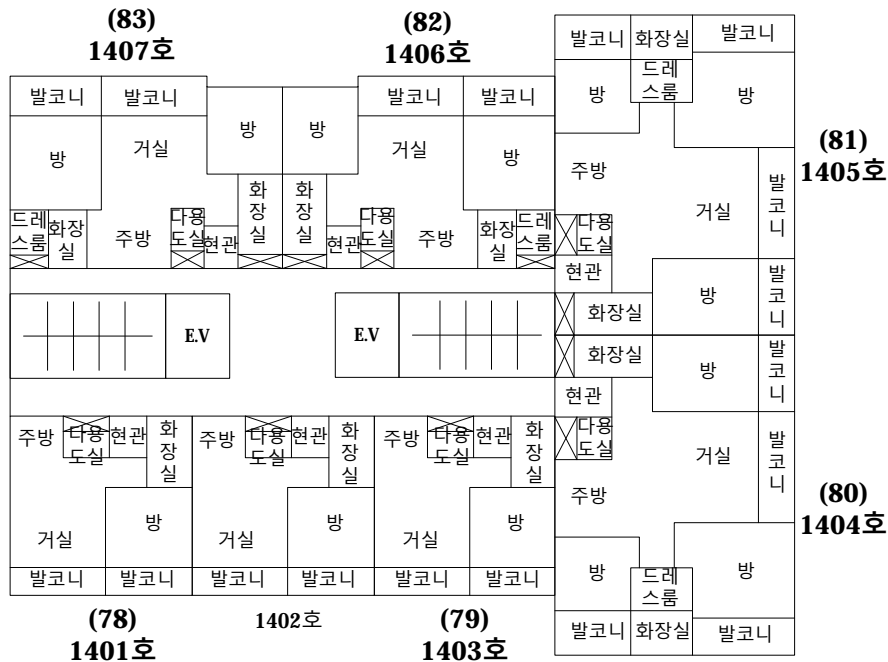 (83)
1407호
(82)
1406호
발코니
화장실
발코니
드레
스룸
방
방
발코니
발코니
방
방
발코니
발코니
방
거실
거실
방
(81)
1405호
주방
거실
발
코
니
드레
스룸
화장
실
주방
다용
도실
현관
화
장
실
화
장
실
현관
다용
도실
주방
화장
실
드레
스룸
다용
도실
현관
방
발
코
니
화장실
E.V
E.V
화장실
방
발
코
니
현관
주방
다용
도실
현관
화
장
실
주방
다용
도실
현관
화
장
실
주방
다용
도실
현관
화
장
실
다용
도실
거실
발
코
니
주방
거실
방
거실
방
거실
방
(80)
1404호
방
드레
스룸
방
발코니
발코니
발코니
발코니
발코니
발코니
발코니
화장실
발코니
(78)
1401호
1402호
(79)
1403호